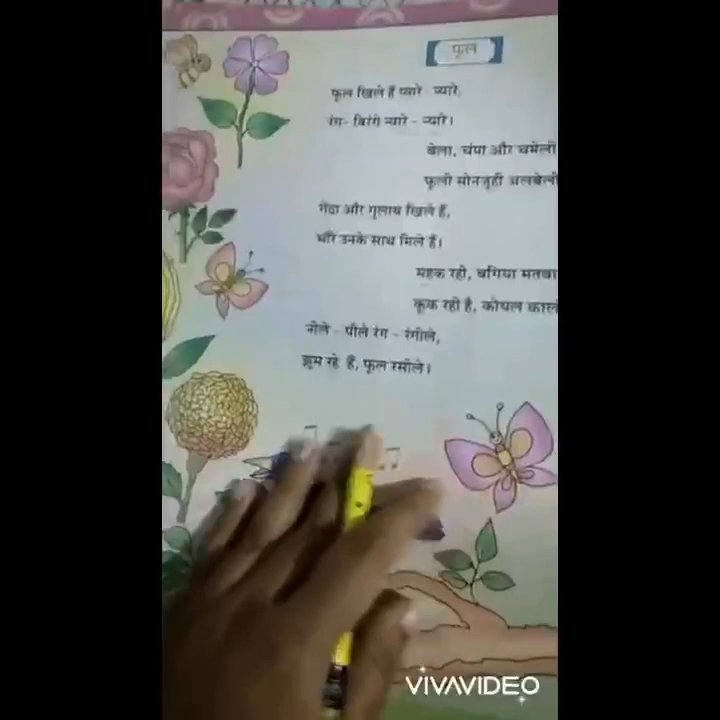 फूल
फूल खिले हैं प्यारे - प्यारे,
रंग- बिरंगे न्यारे - न्यारे।
बेला, चंपा और चमेली
फूली सोनजुही अलबेली
गेंदा और गुलाब खिले हैं,
भौंरे उनके साथ मिले हैं।
महक रही, बगिया मतवा
कूक रही है, कोयल काली
नीले - पीले रंग - रंगीले,
झूम रहे हैं, फूल रसीले।
VIVAVIDEO